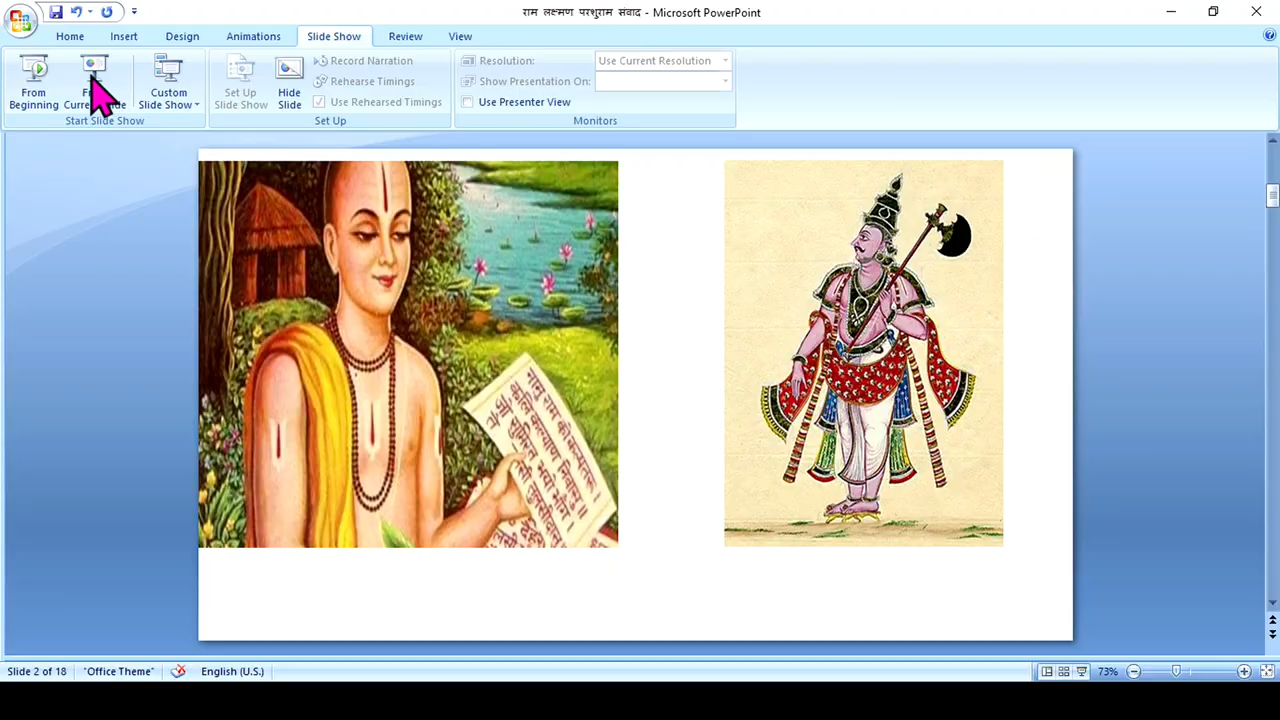 राम लक्ष्मण परशुराम संवाद - Microsoft PowerPoint
Home Insert Design Animations Slide Show Review View
From Beginning
Custom Slide Show
Set Up Slide Show
Hide Slide
Record Narration
Rehearse Timings
Use Rehearsed Timings
Resolution: Use Current Resolution
Show Presentation On:
Use Presenter View
Start Slide Show
Set Up
Monitors
Slide 2 of 18 "Office Theme" English (U.S.) 73%